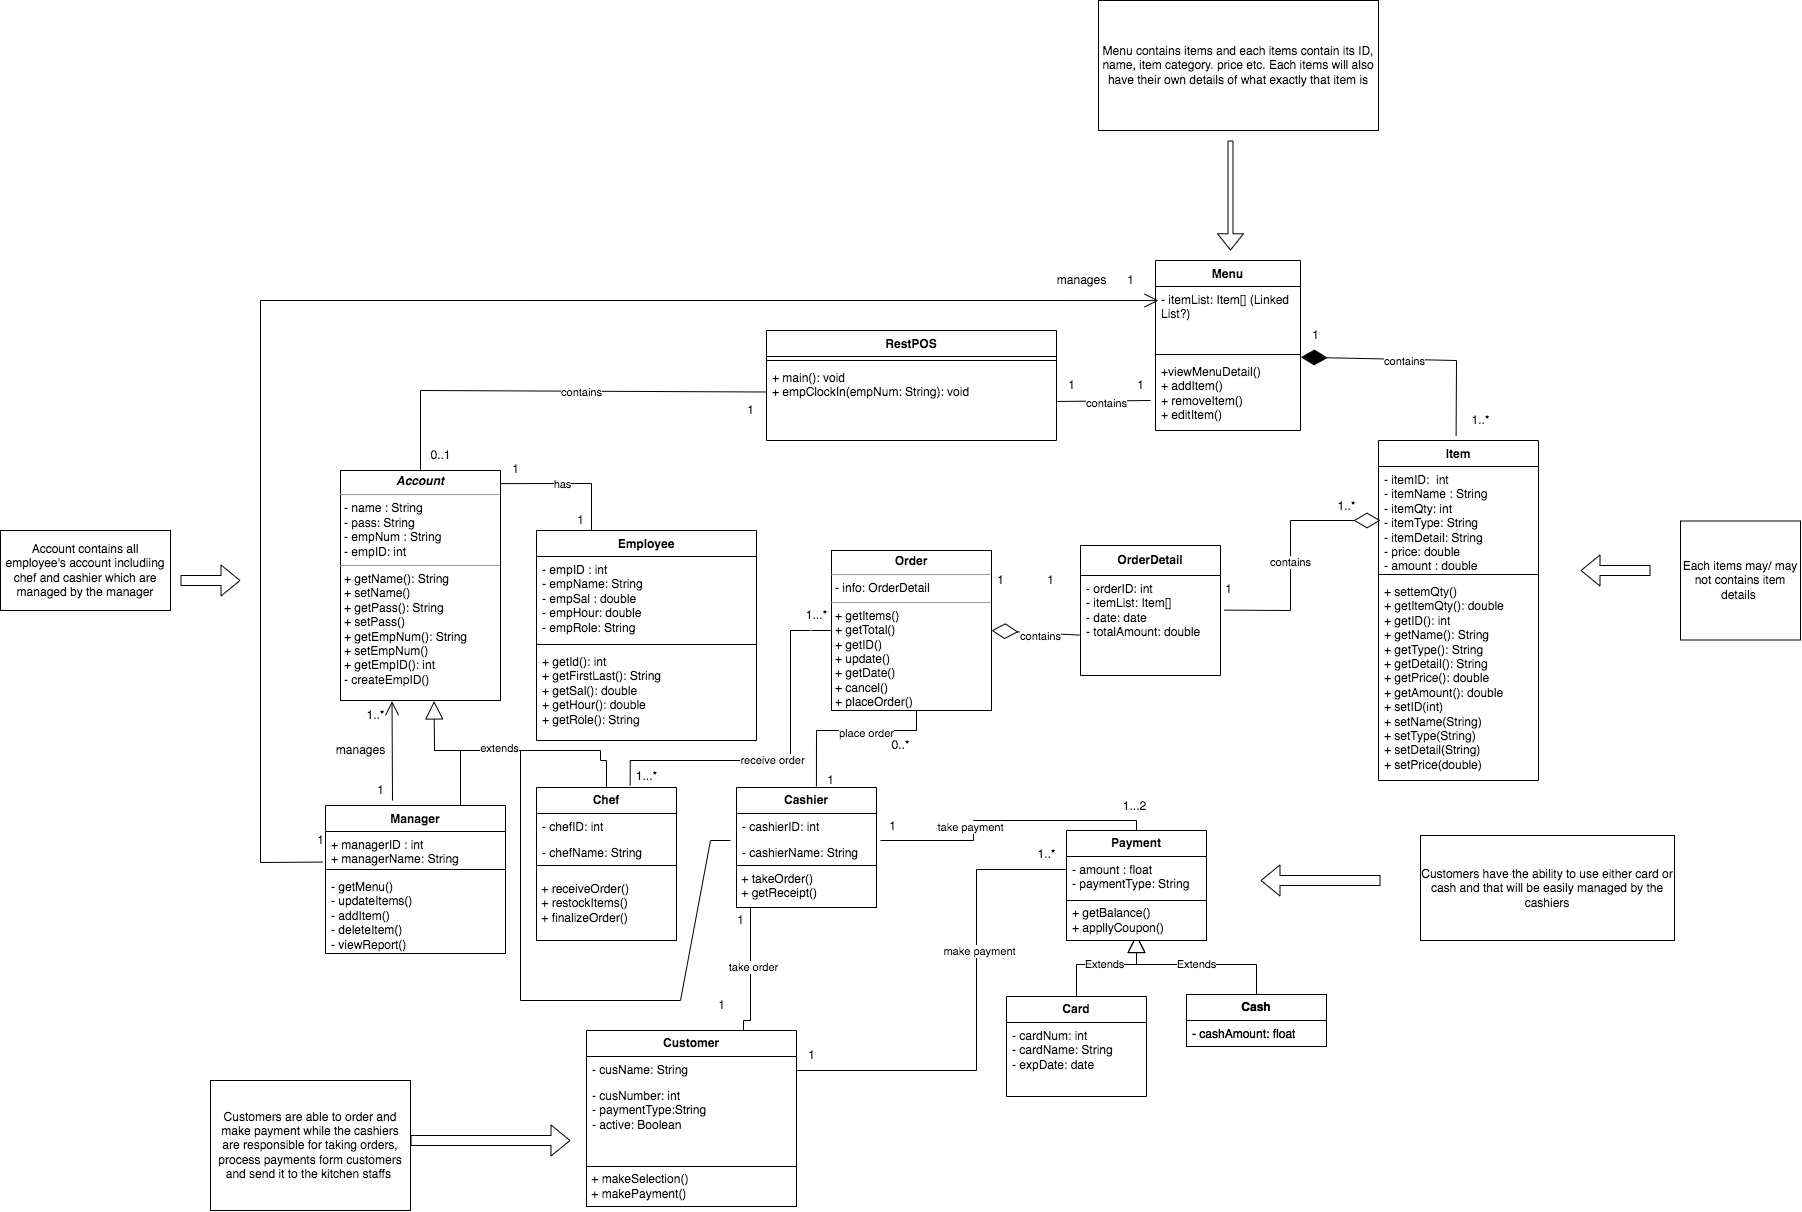 Menu contains items and each items contain its ID,
name, item category. price etc. Each items will also
have their own details of what exactly that item is
manages
1
Menu
- itemList: Item[] (Linked
List?)
+viewMenuDetail()
+ addItem()
+ removeItem()
+ editItem()
1
contains
1..*
RestPOS
+ main(): void
+ empClockIn(empNum: String): void
1
contains
1
contains
1
0..1
Account
- name : String
- pass: String
- empNum : String
- empID: int
+ getName(): String
+ setName()
+ getPass(): String
+ setPass()
+ getEmpNum(): String
+ setEmpNum()
+ getEmpID(): int
- createEmpID()
1
has
1
Employee
- empID : int
- empName: String
- empSal : double
- empHour: double
- empRole: String
+ getId(): int
+ getFirstLast(): String
+ getSal(): double
+ getHour(): double
+ getRole(): String
Account contains all
employee's account includiing
chef and cashier which are
managed by the manager
Order
- info: OrderDetail
+ getItems()
+ getTotal()
+ getID()
+ update()
+ getDate()
+ cancel()
+ placeOrder()
1
1
contains
OrderDetail
- orderID: int
- itemList: Item[]
- date: date
- totalAmount: double
1
contains
1..*
Item
- itemID:  int
- itemName : String
- itemQty: int
- itemType: String
- itemDetail: String
- price: double
- amount : double
+ settemQty()
+ getItemQty(): double
+ getID(): int
+ getName(): String
+ getType(): String
+ getDetail(): String
+ getPrice(): double
+ getAmount(): double
+ setID(int)
+ setName(String)
+ setType(String)
+ setDetail(String)
+ setPrice(double)
Each items may/ may
not contains item
details
1...*
receive order
1...*
place order
0..*
1
1..*
manages
1
extends
Manager
+ managerID : int
+ managerName: String
- getMenu()
- updateItems()
- addItem()
- deleteItem()
- viewReport()
1
Chef
- chefID: int
- chefName: String
+ receiveOrder()
+ restockItems()
+ finalizeOrder()
Cashier
- cashierID: int
- cashierName: String
+ takeOrder()
+ getReceipt()
1
take payment
1...2
1..*
Payment
- amount : float
- paymentType: String
+ getBalance()
+ appllyCoupon()
Customers have the ability to use either card or
cash and that will be easily managed by the
cashiers
1
take order
1
make payment
1
Extends
Extends
Card
- cardNum: int
- cardName: String
- expDate: date
Cash
- cashAmount: float
Customer
- cusName: String
- cusNumber: int
- paymentType:String
- active: Boolean
+ makeSelection()
+ makePayment()
Customers are able to order and
make payment while the cashiers
are responsible for taking orders,
process payments form customers
and send it to the kitchen staffs